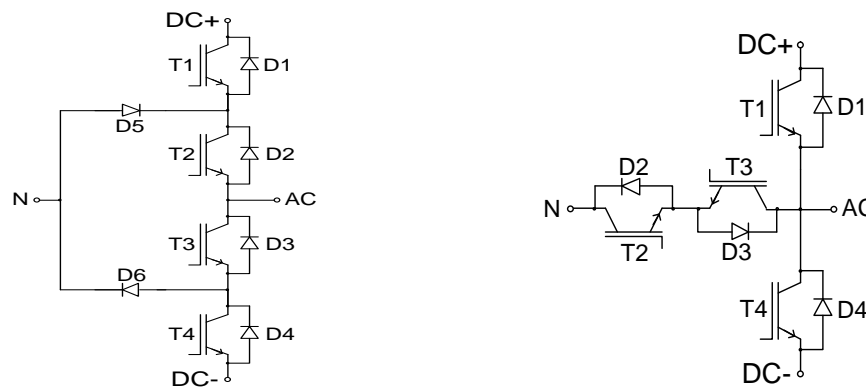 DC+
T1
D1
D5
T2
D2
N
AC
T3
D3
D6
T4
D4
DC-
DC+
T1
D1
D2
T3
N
AC
T2
D3
T4
D4
DC-